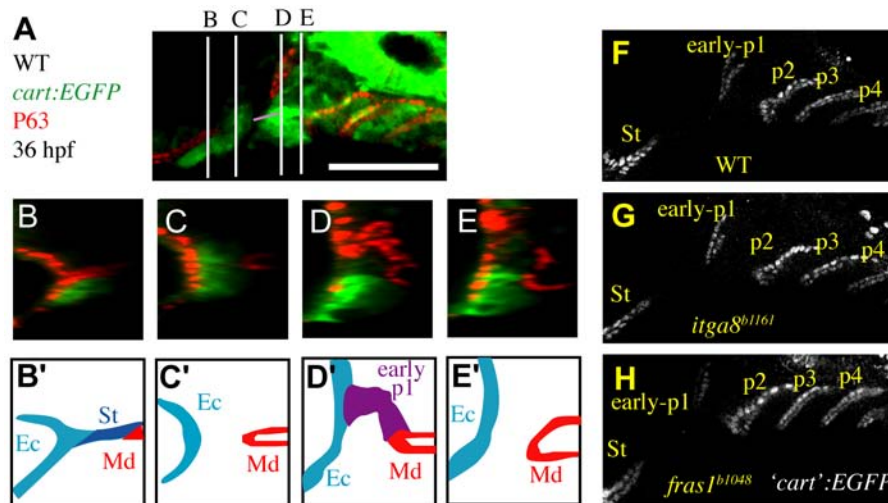 A
WT
cart:EGFP
P63
36 hpf
B C D E
B
C
D
E
B'
Ec
St
Md
C'
Ec
Md
D'
early
p1
Ec
Md
E'
Ec
Md
F
early-p1
p2
p3
p4
St
WT
G
early-p1
p2
p3
p4
St
itga8b1161
H
p2
p3
p4
early-p1
St
fras1b1048
'cart':EGFP